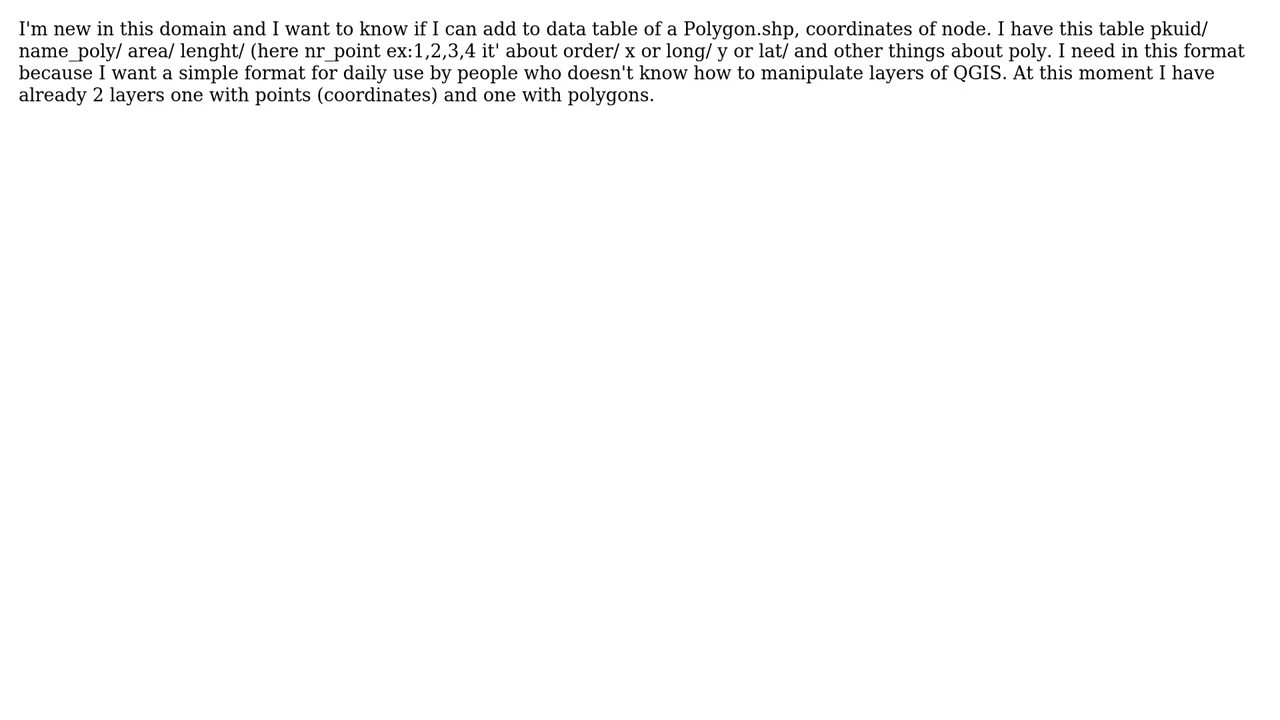 I'm new in this domain and I want to know if I can add to data table of a Polygon.shp, coordinates of node. I have this table pkuid/
name_poly/ area/ lenght/ (here nr_point ex:1,2,3,4 it' about order/ x or long/ y or lat/ and other things about poly. I need in this format
because I want a simple format for daily use by people who doesn't know how to manipulate layers of QGIS. At this moment I have
already 2 layers one with points (coordinates) and one with polygons.